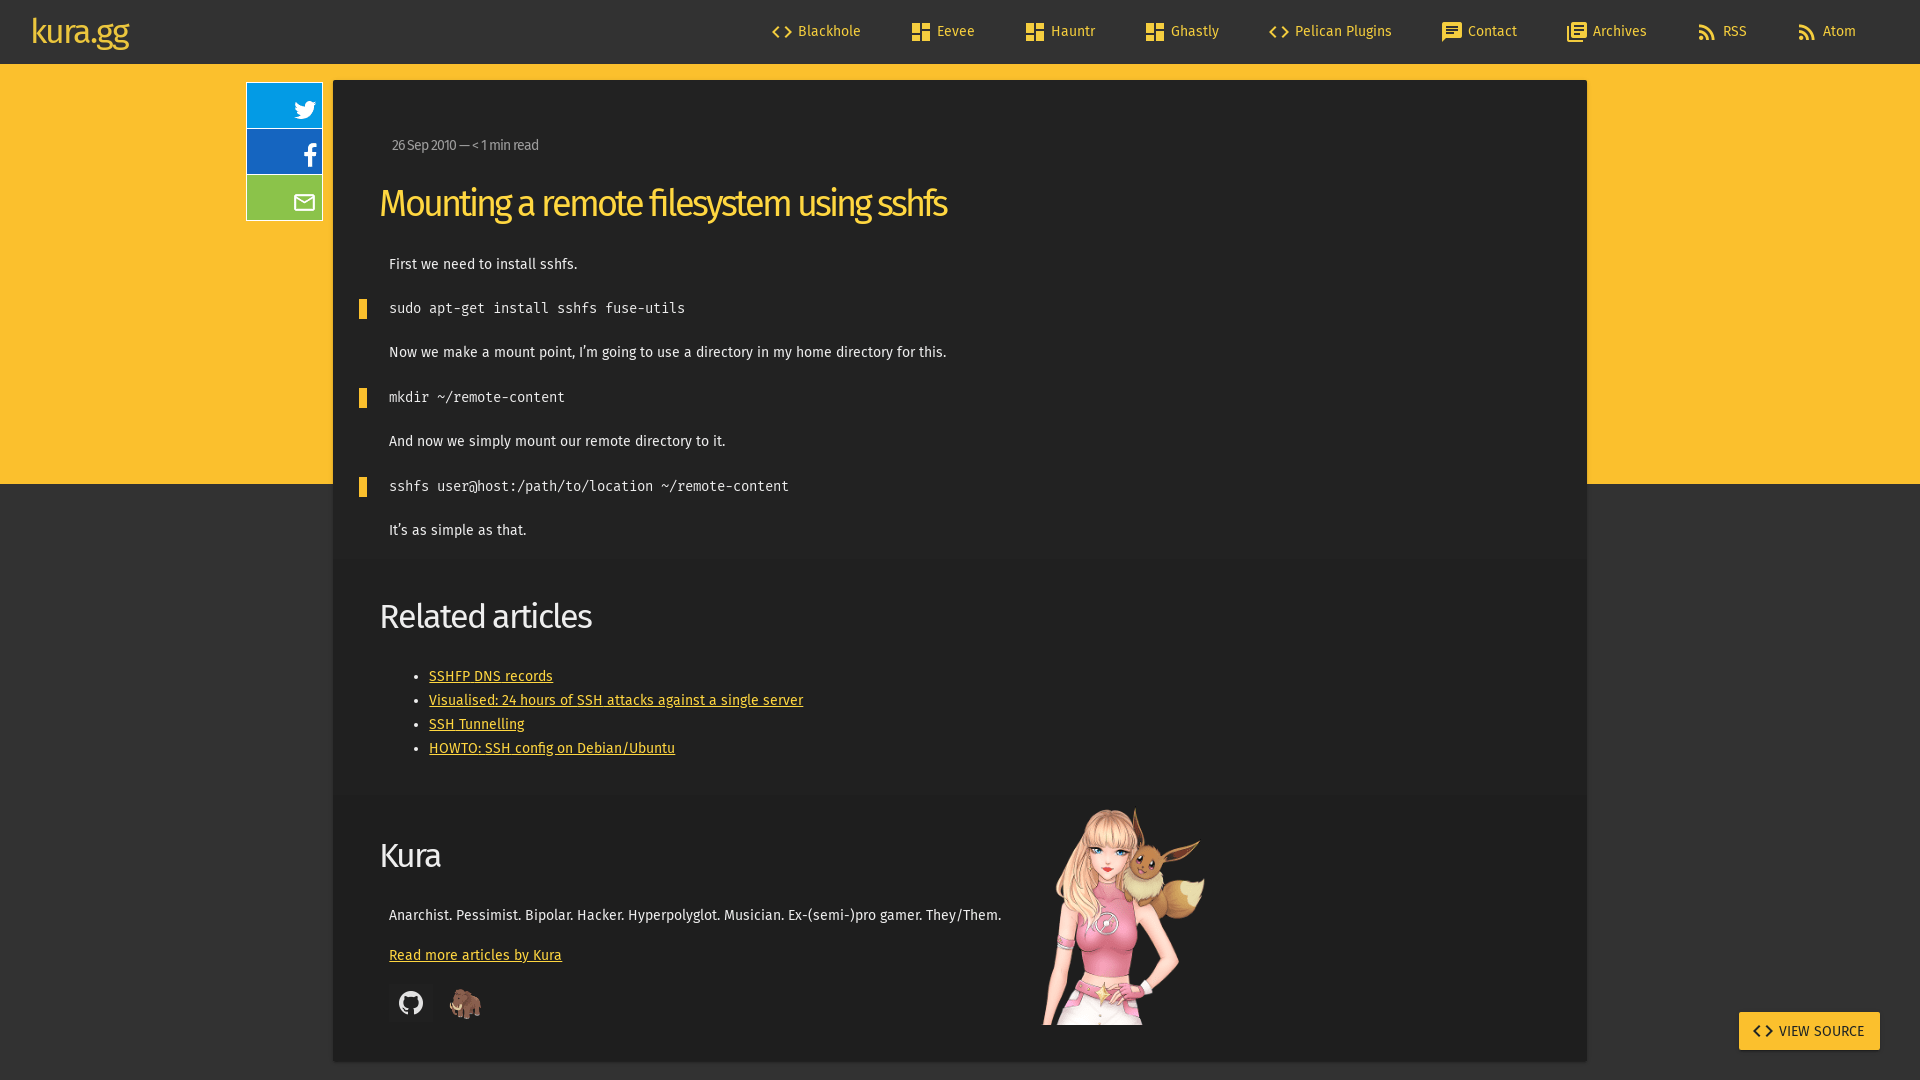 kura.gg
Blackhole
Eevee
Hauntr
Ghastly
Pelican Plugins
Contact
Archives
RSS
Atom
26 Sep 2010 — < 1 min read
Mounting a remote filesystem using sshfs
First we need to install sshfs.
sudo apt-get install sshfs fuse-utils
Now we make a mount point, I’m going to use a directory in my home directory for this.
mkdir ~/remote-content
And now we simply mount our remote directory to it.
sshfs user@host:/path/to/location ~/remote-content
It’s as simple as that.
Related articles
SSHFP DNS records
Visualised: 24 hours of SSH attacks against a single server
SSH Tunnelling
HOWTO: SSH config on Debian/Ubuntu
Kura
Anarchist. Pessimist. Bipolar. Hacker. Hyperpolyglot. Musician. Ex-(semi-)pro gamer. They/Them.
Read more articles by Kura
VIEW SOURCE